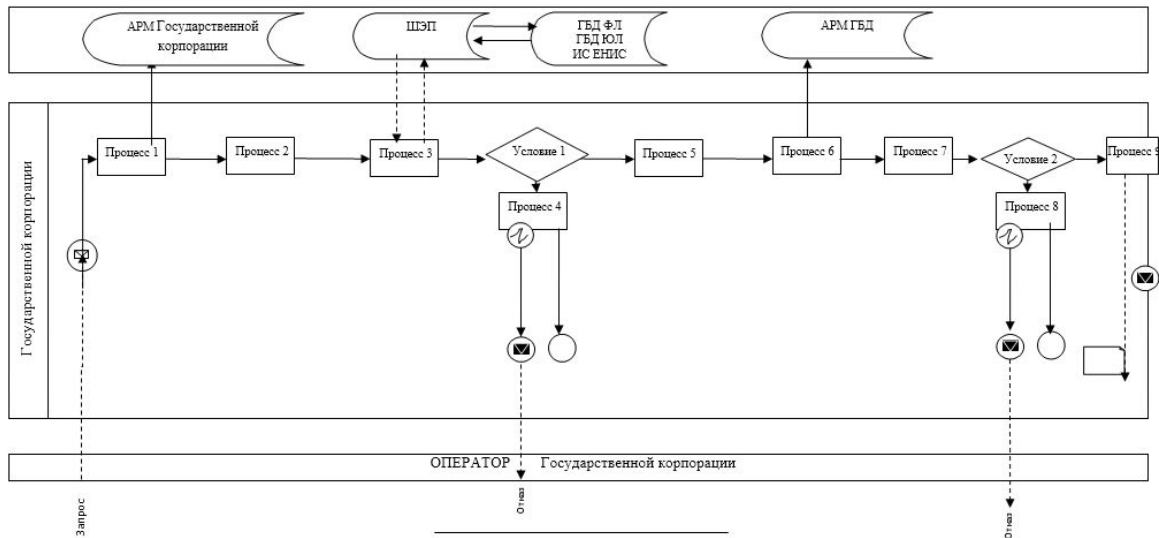 АРМ Государственной
корпорации
ШЭП
ГБД ФЛ
ГБД ЮЛ
ИС ЕНИС
АРМ ГБД
Государственной корпорации
Процесс 1
Процесс 2
Процесс 3
Условие 1
Процесс 5
Процесс 6
Процесс 7
Условие 2
Процесс 9
Процесс 4
Процесс 8
ОПЕРАТОР Государственной корпорации
Запрос
Отказ
Отказ